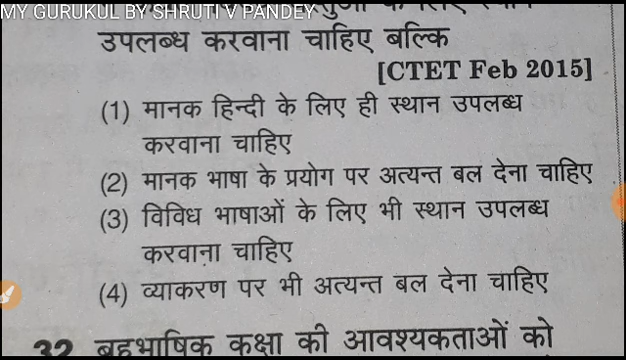 MY GURUKUL BY SHRUTI V PANDEY
उपलब्ध करवाना चाहिए बल्कि
[CTET Feb 2015]
(1) मानक हिन्दी के लिए ही स्थान उपलब्ध
करवाना चाहिए
(2) मानक भाषा के प्रयोग पर अत्यन्त बल देना चाहिए
(3) विविध भाषाओं के लिए भी स्थान उपलब्ध
करवाना चाहिए
(4) व्याकरण पर भी अत्यन्त बल देना चाहिए
32 बहुभाषिक कक्षा की आवश्यकताओं को